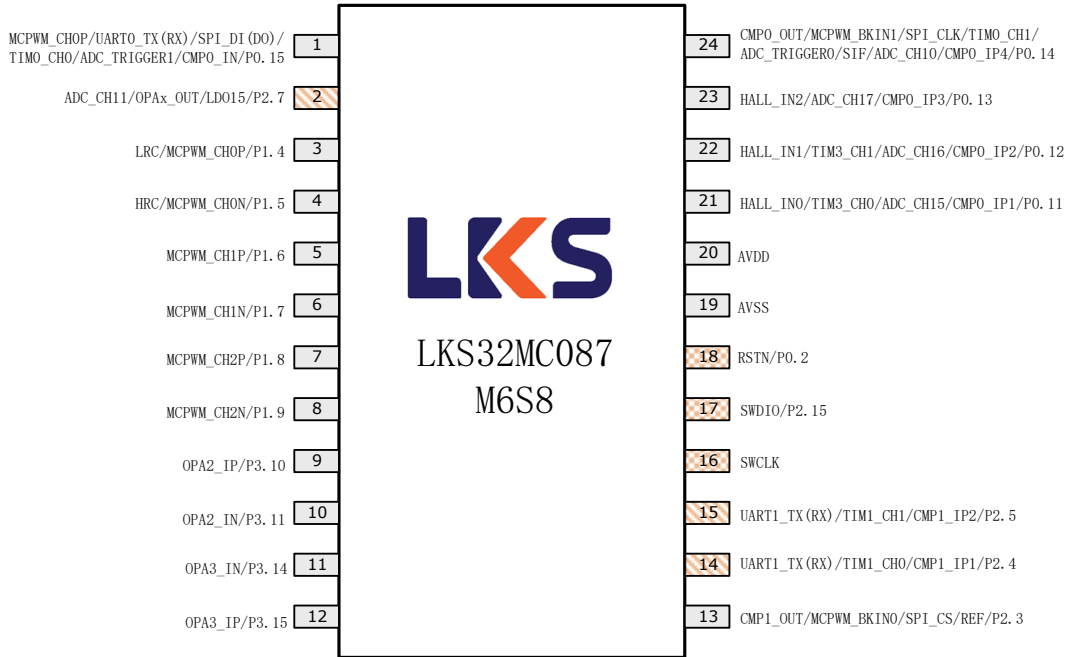 MCPWM_CH0P/UART0_TX(RX)/SPI_DI(DO)/
TIM0_CH0/ADC_TRIGGER1/CMP0_IN/P0.15
1
ADC_CH11/OPAx_OUT/LDO15/P2.7
2
LRC/MCPWM_CH0P/P1.4
3
HRC/MCPWM_CH0N/P1.5
4
MCPWM_CH1P/P1.6
5
MCPWM_CH1N/P1.7
6
MCPWM_CH2P/P1.8
7
MCPWM_CH2N/P1.9
8
OPA2_IP/P3.10
9
OPA2_IN/P3.11
10
OPA3_IN/P3.14
11
OPA3_IP/P3.15
12
LKS
LKS32MC087
M6S8
24
CMP0_OUT/MCPWM_BKIN1/SPI_CLK/TIM0_CH1/
ADC_TRIGGER0/SIF/ADC_CH10/CMP0_IP4/P0.14
23
HALL_IN2/ADC_CH17/CMP0_IP3/P0.13
22
HALL_IN1/TIM3_CH1/ADC_CH16/CMP0_IP2/P0.12
21
HALL_IN0/TIM3_CH0/ADC_CH15/CMP0_IP1/P0.11
20
AVDD
19
AVSS
18
RSTN/P0.2
17
SWDIO/P2.15
16
SWCLK
15
UART1_TX(RX)/TIM1_CH1/CMP1_IP2/P2.5
14
UART1_TX(RX)/TIM1_CH0/CMP1_IP1/P2.4
13
CMP1_OUT/MCPWM_BKIN0/SPI_CS/REF/P2.3